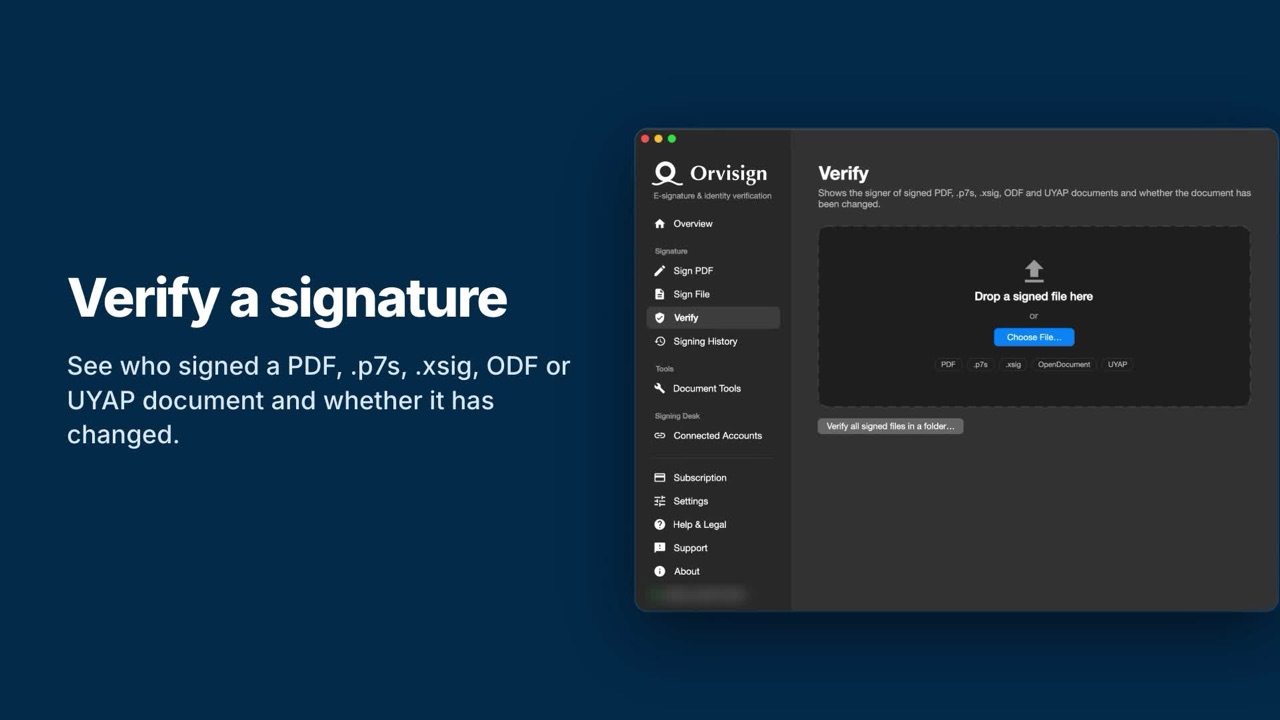 Verify a signature
See who signed a PDF, .p7s, .xsig, ODF or
UYAP document and whether it has
changed.
Orvisign
E-signature & identity verification
Overview
Signature
Sign PDF
Sign File
Verify
Signing History
Tools
Document Tools
Signing Desk
Connected Accounts
Subscription
Settings
Help & Legal
Support
About
Verify
Shows the signer of signed PDF, .p7s, .xsig, ODF and UYAP documents and whether the document has
been changed.
Drop a signed file here
or
Choose File...
PDF .p7s .xsig OpenDocument UYAP
Verify all signed files in a folder...